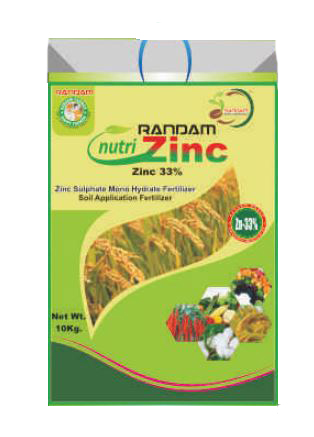 RANDAM
RANDAM
RANDAM
nutri Zinc
Zinc 33%
Zinc Sulphate Mono Hydrate Fertilizer
Soil Application Fertilizer
Zn-33%
Net Wt.
10Kg.